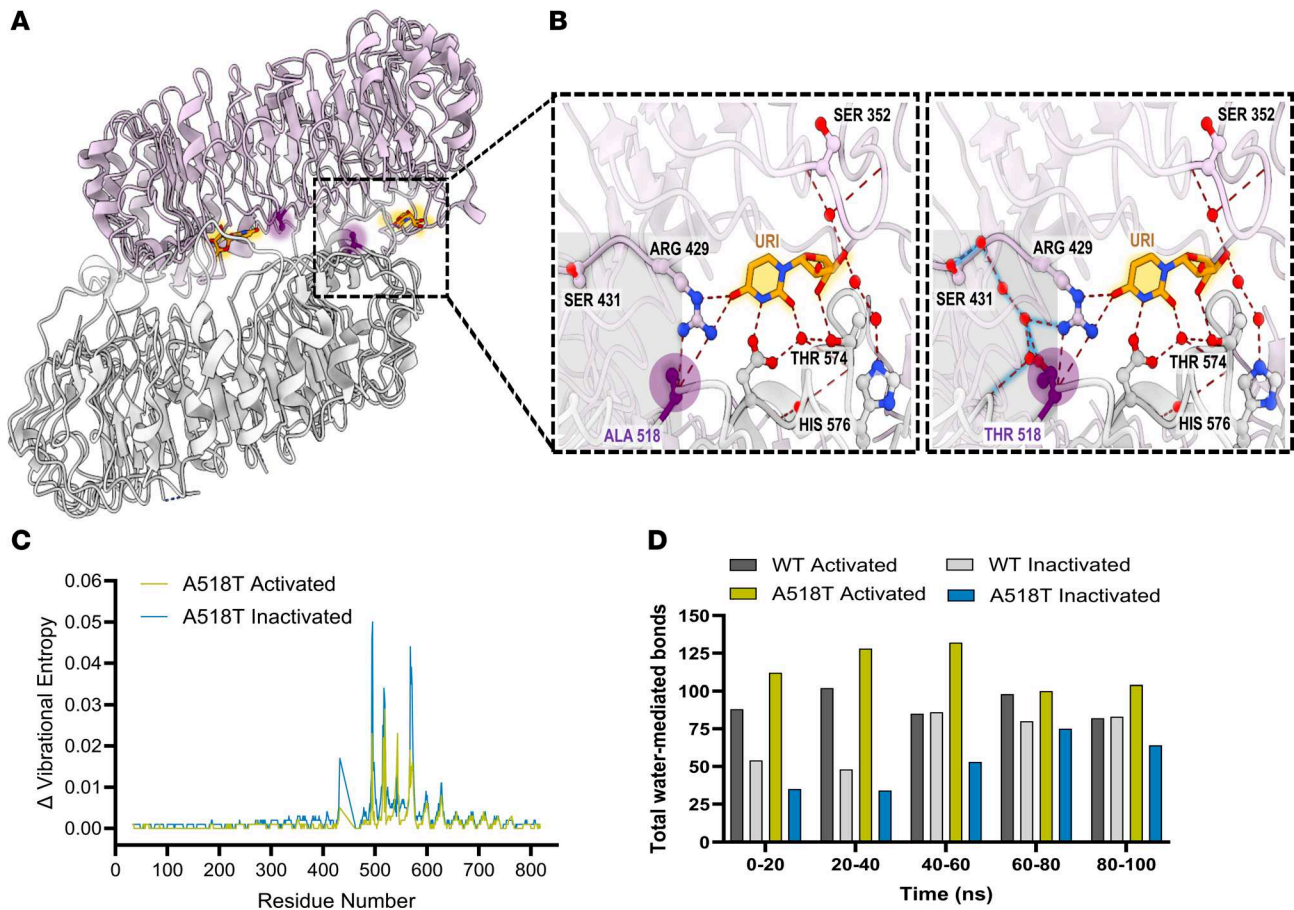 A
B
SER 352
ARG 429
URI
SER 431
THR 574
HIS 576
ALA 518
SER 352
ARG 429
URI
SER 431
THR 574
HIS 576
THR 518
C
A518T Activated
A518T Inactivated
Δ Vibrational Entropy
0.06
0.05
0.04
0.03
0.02
0.01
0.00
0 100 200 300 400 500 600 700 800
Residue Number
D
WT Activated WT Inactivated
A518T Activated A518T Inactivated
Total water-mediated bonds
150
125
100
75
50
25
0
0-20 20-40 40-60 60-80 80-100
Time (ns)